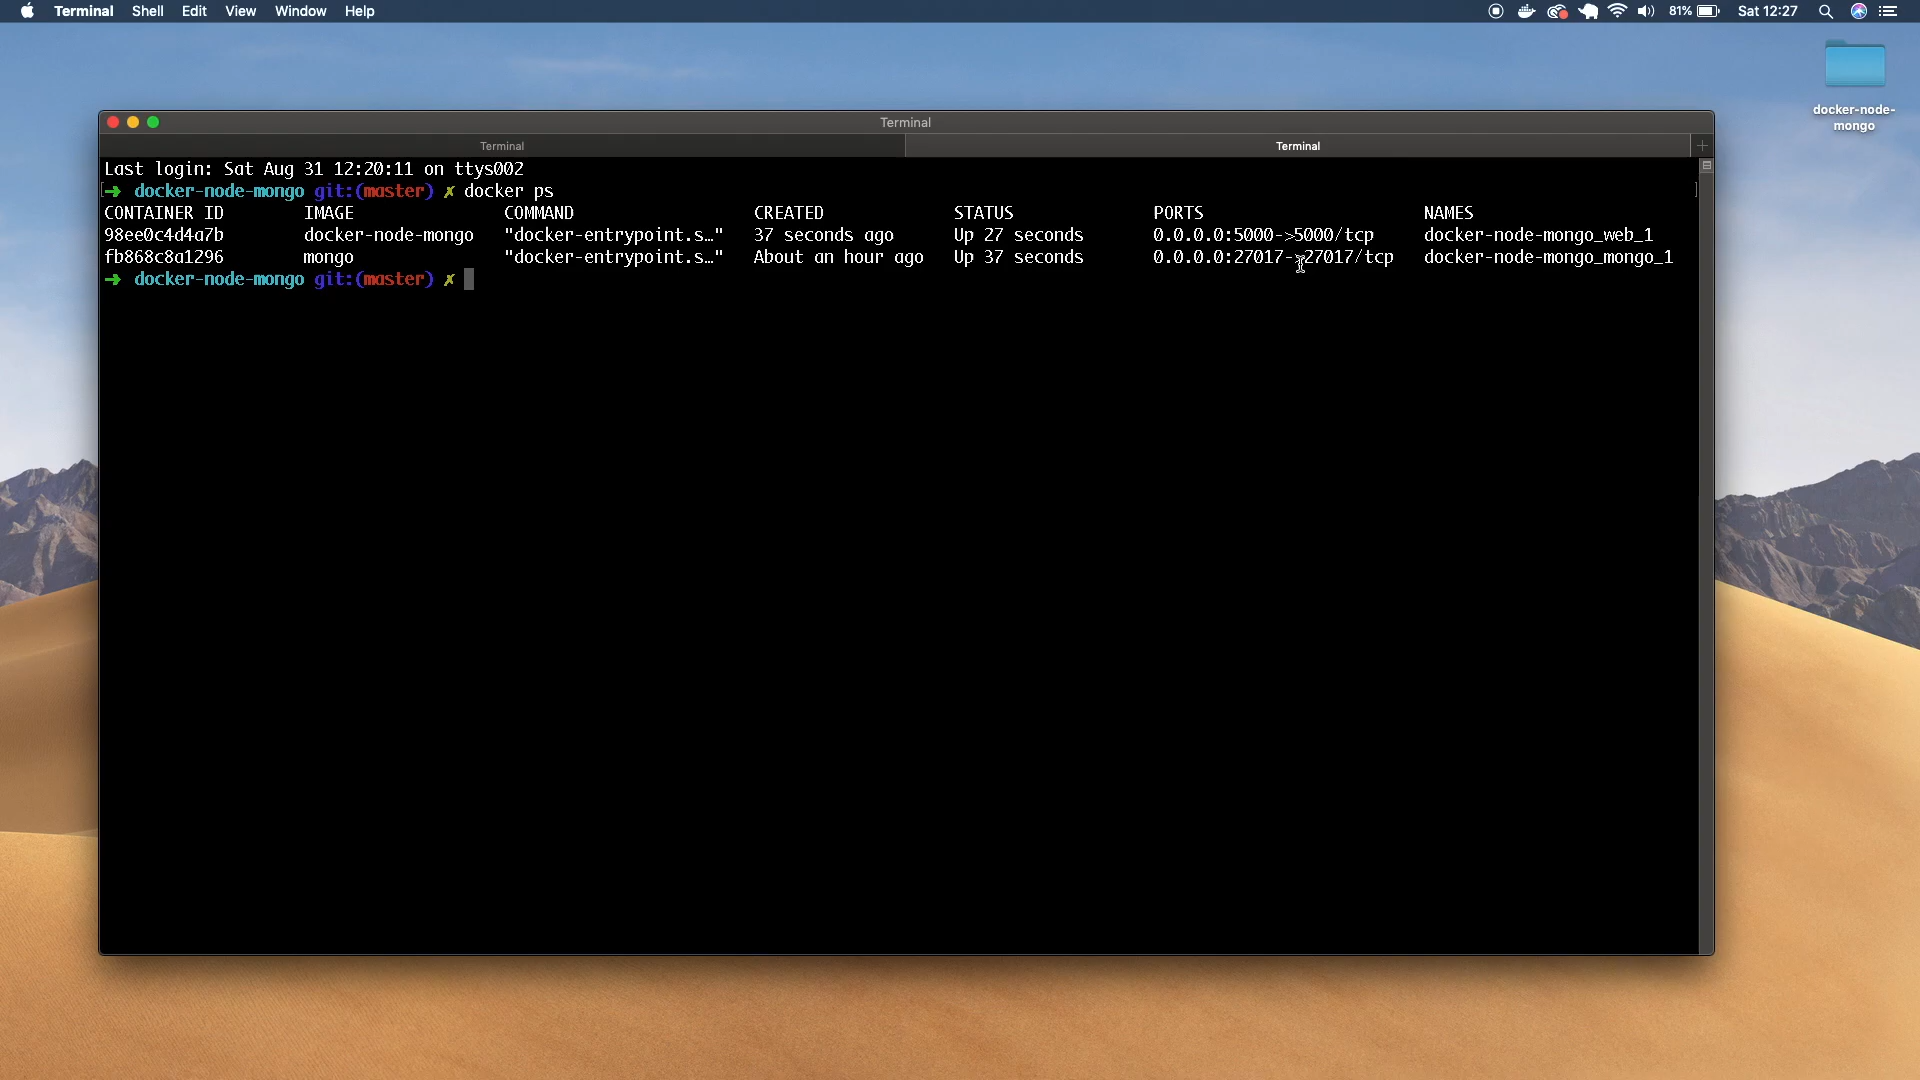 Terminal Shell Edit View Window Help 81% Sat 12:27
docker-node-
mongo
Terminal
Terminal Terminal
Last login: Sat Aug 31 12:20:11 on ttys002
➜ docker-node-mongo git:(master) ✗ docker ps
CONTAINER ID IMAGE COMMAND CREATED STATUS PORTS NAMES
98ee0c4d4a7b docker-node-mongo "docker-entrypoint.s…" 37 seconds ago Up 27 seconds 0.0.0.0:5000->5000/tcp docker-node-mongo_web_1
fb868c8a1296 mongo "docker-entrypoint.s…" About an hour ago Up 37 seconds 0.0.0.0:27017->27017/tcp docker-node-mongo_mongo_1
➜ docker-node-mongo git:(master) ✗